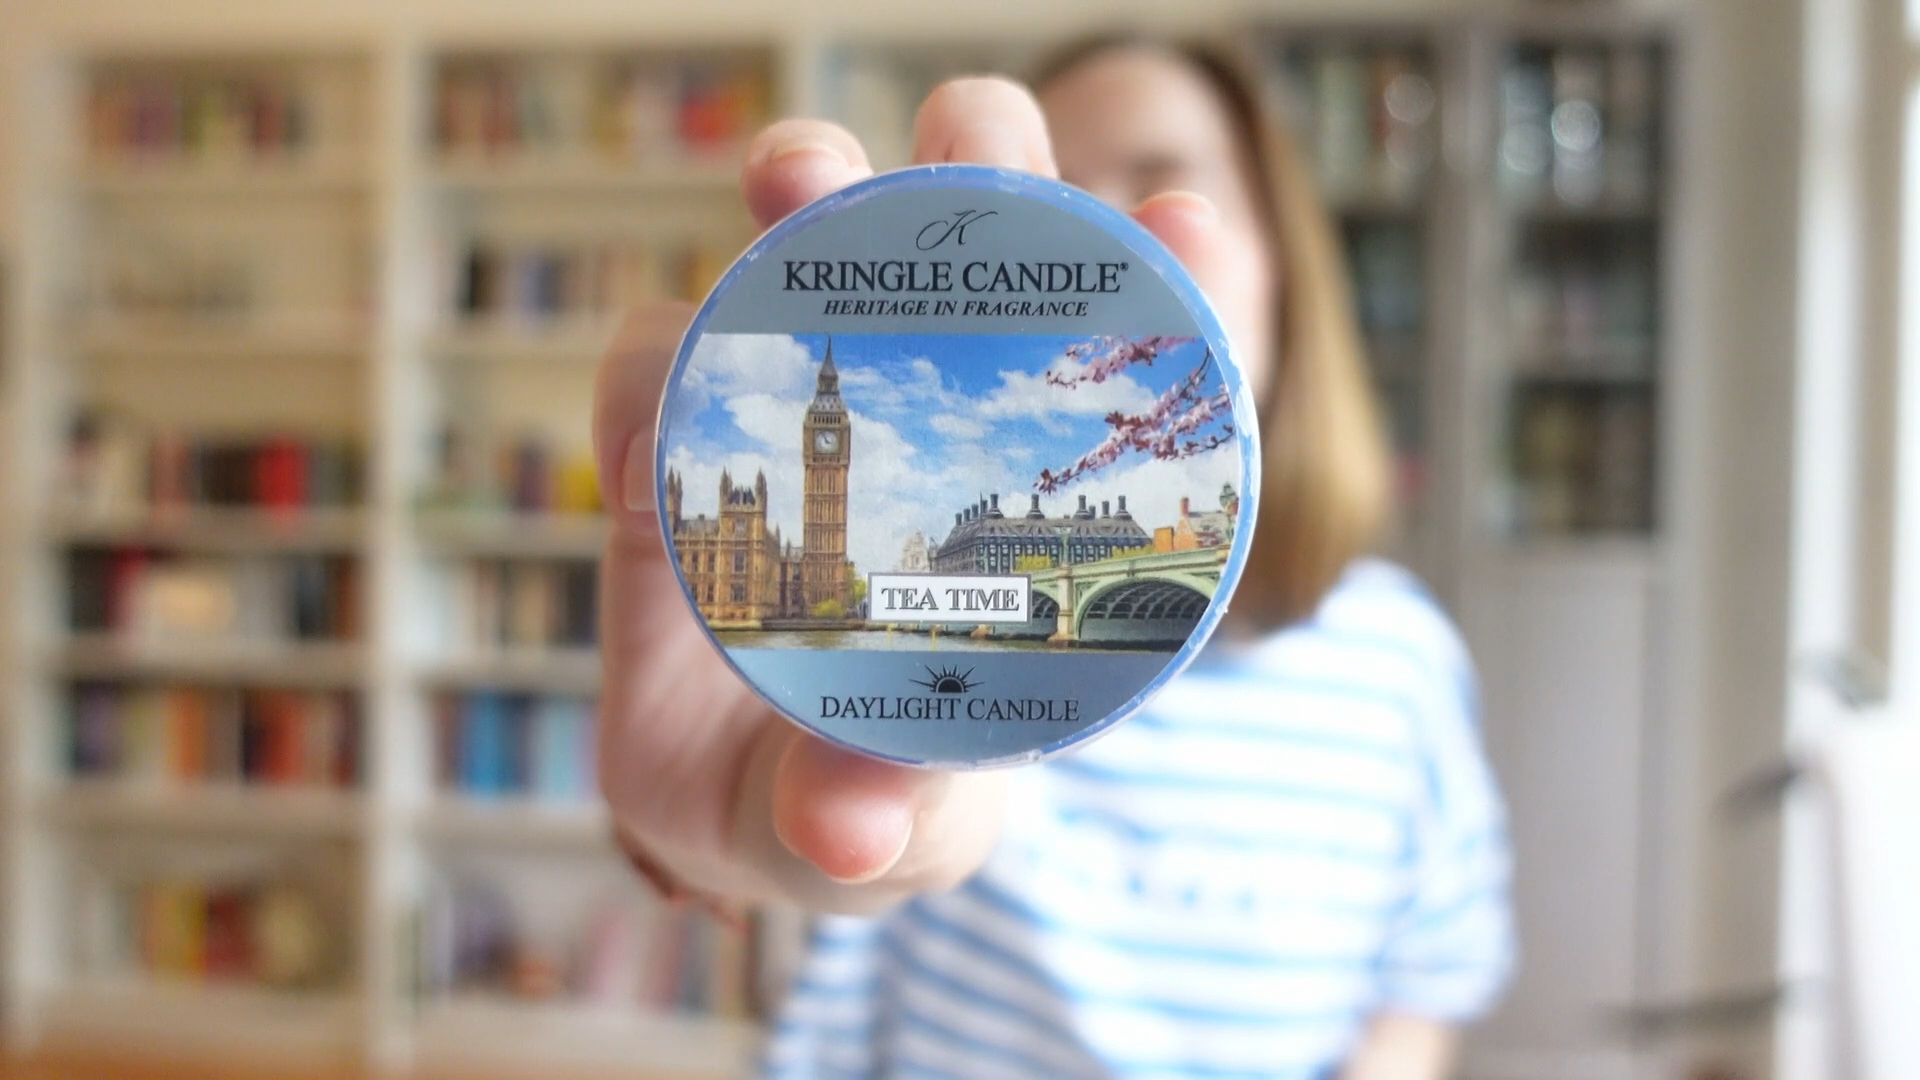 K
KRINGLE CANDLE®
HERITAGE IN FRAGRANCE
TEA TIME
DAYLIGHT CANDLE